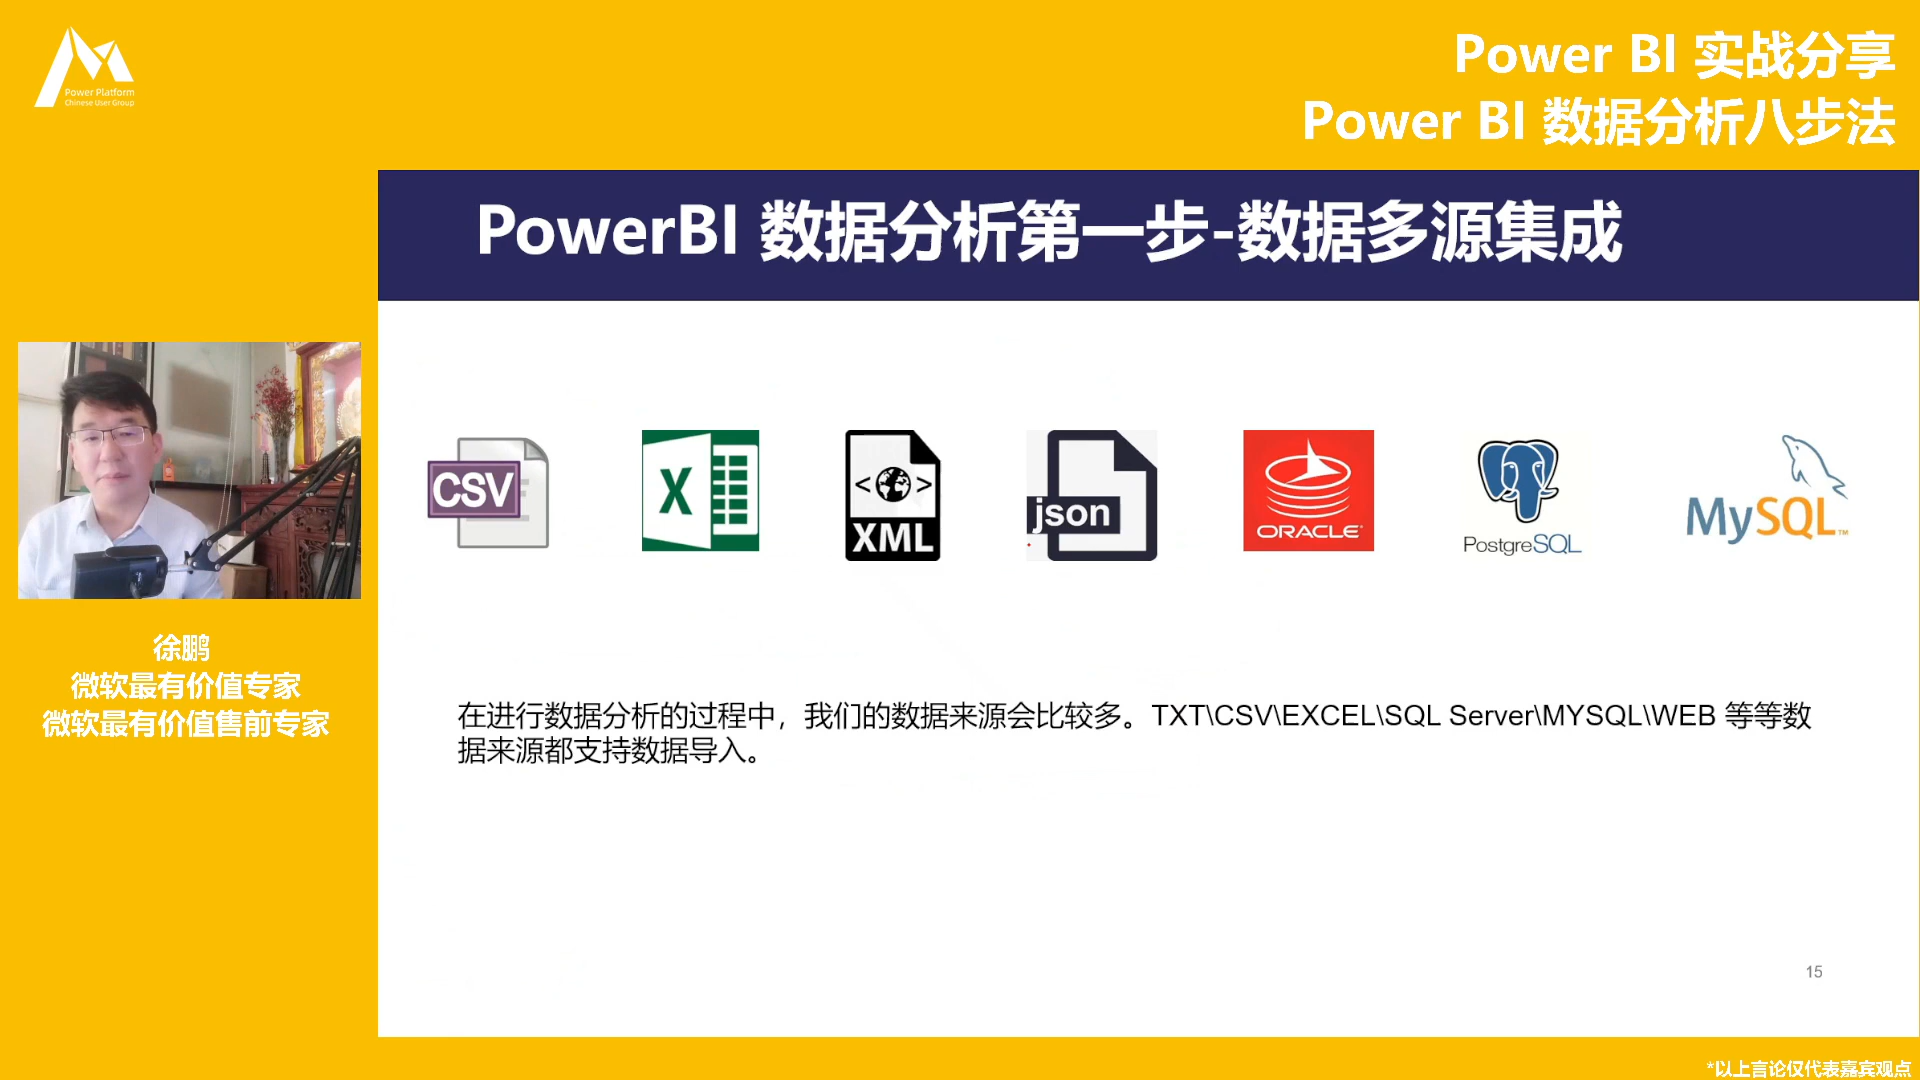 Power Platform
Chinese User Group
Power BI 实战分享
Power BI 数据分析八步法
PowerBI 数据分析第一步-数据多源集成
CSV
X
<>
XML
json
ORACLE
PostgreSQL
MySQL™
徐鹏
微软最有价值专家
微软最有价值售前专家
在进行数据分析的过程中，我们的数据来源会比较多。TXT\CSV\EXCEL\SQL Server\MYSQL\WEB 等等数
据来源都支持数据导入。
15
*以上言论仅代表嘉宾观点